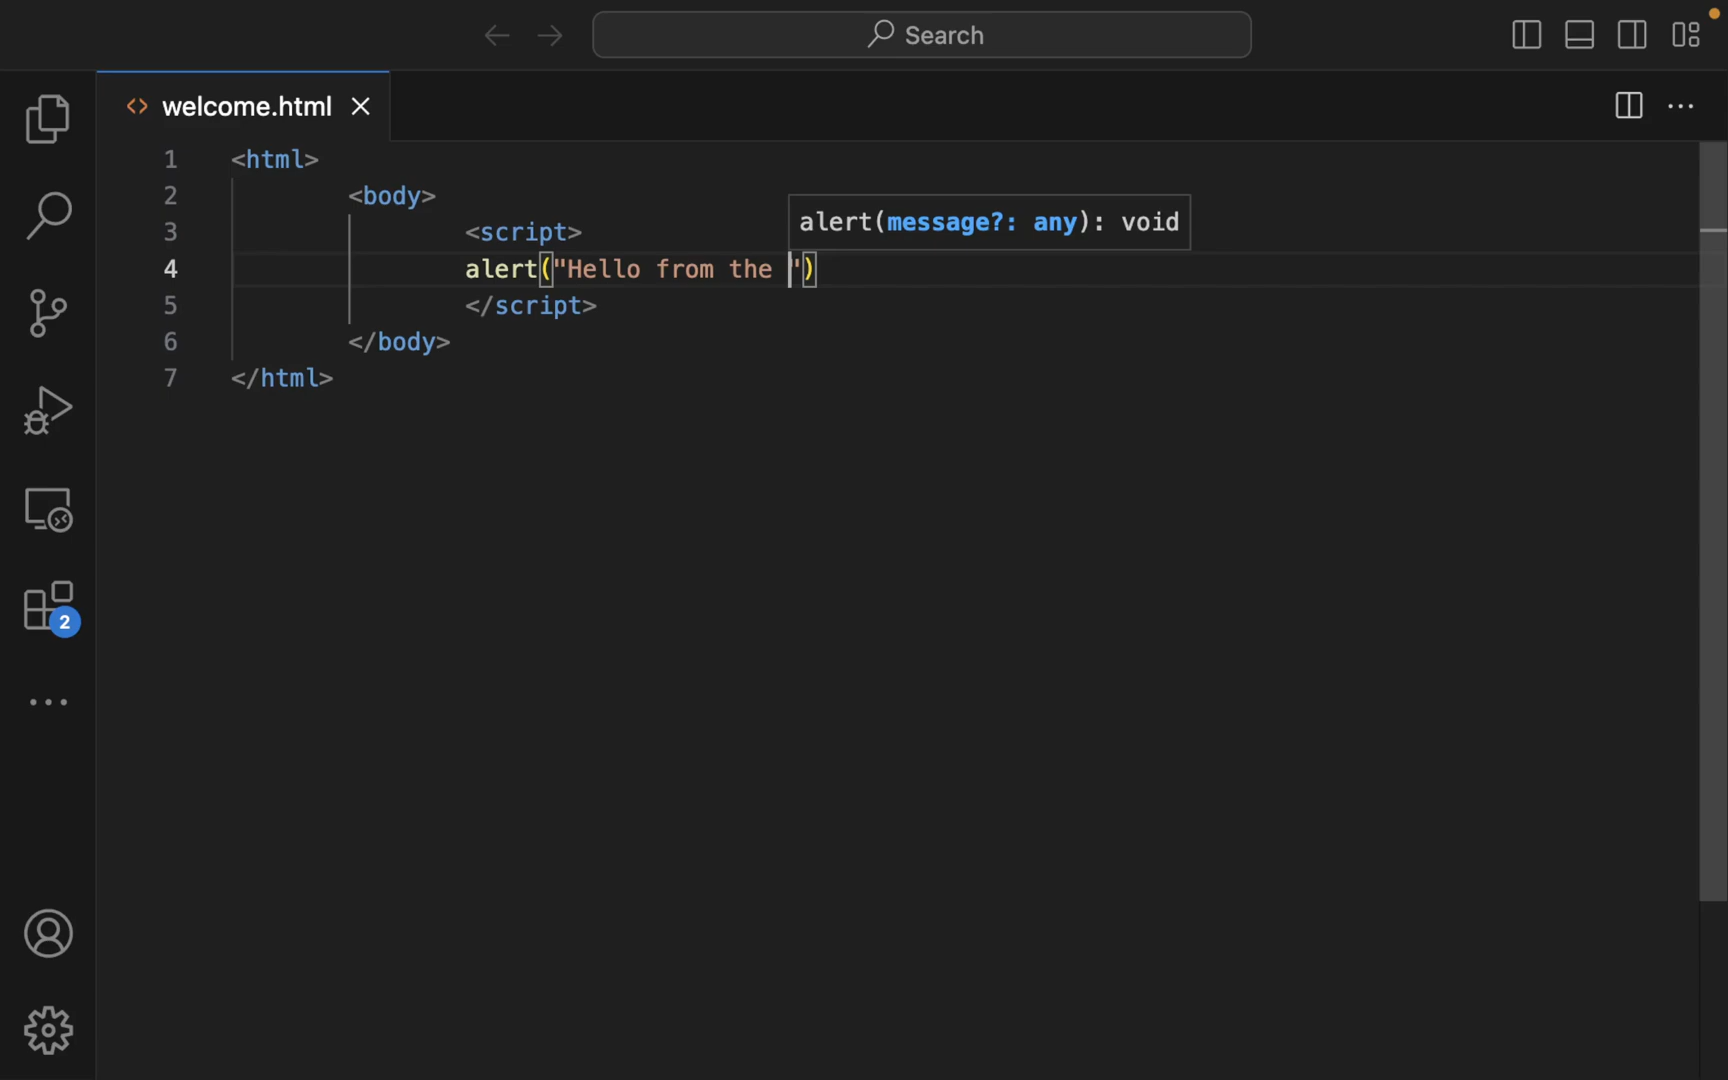 Search
welcome.html
1 <html>
2 <body>
alert(message?: any): void
3 <script>
4 alert("Hello from the ")
5 </script>
6 </body>
7 </html>
2